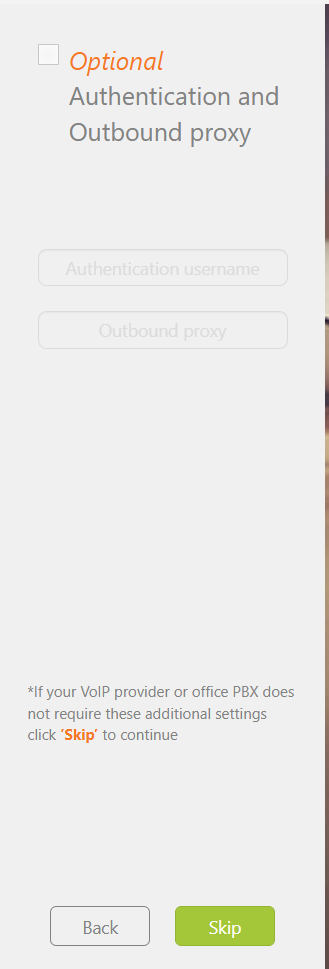 Optional
Authentication and
Outbound proxy
Authentication username
Outbound proxy
*If your VoIP provider or office PBX does
not require these additional settings
click 'Skip' to continue
Back
Skip